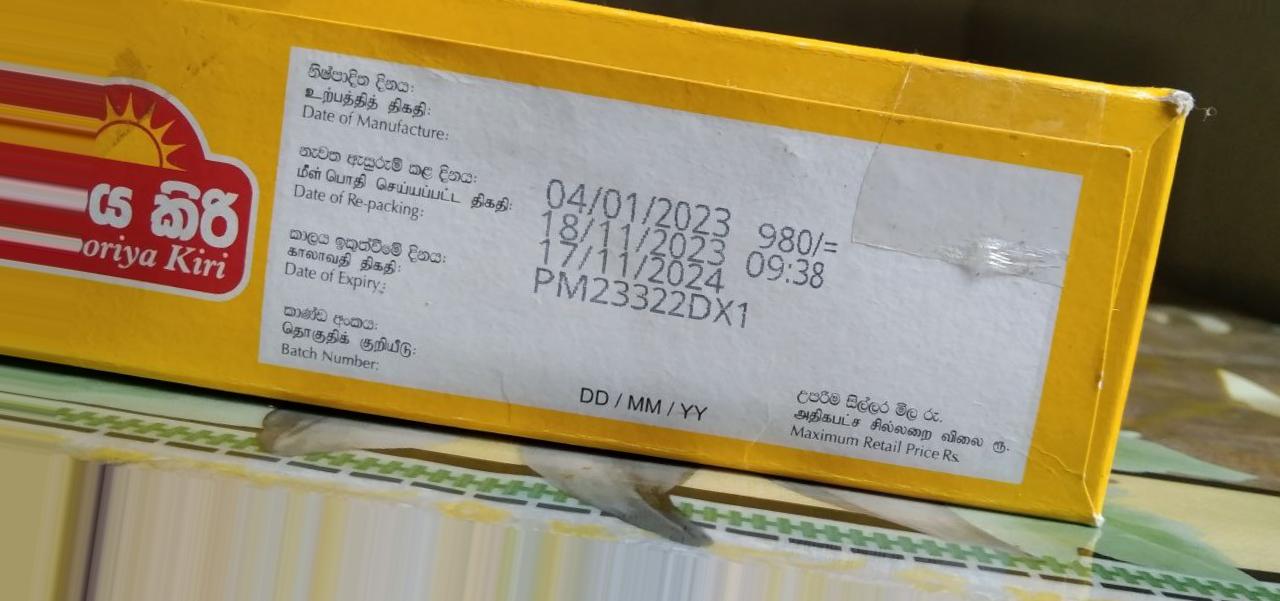 ය කිරි
oriya Kiri
නිෂ්පාදිත දිනය:
உற்பத்தித் திகதி:
Date of Manufacture:
නැවත ඇසුරුම් කළ දිනය:
மீள் பொதி செய்யப்பட்ட திகதி:
Date of Re-packing:
කාලය ඉකුත්වීමේ දිනය:
காலாவதி திகதி:
Date of Expiry:
කාණ්ඩ අංකය:
தொகுதிக் குறியீடு:
Batch Number:
04/01/2023 980/=
18/11/2023 09:38
17/11/2024
PM23322DX1
DD / MM / YY
උපරිම සිල්ලර මිල රු.
அதிகபட்ச சில்லறை விலை ரூ.
Maximum Retail Price Rs.